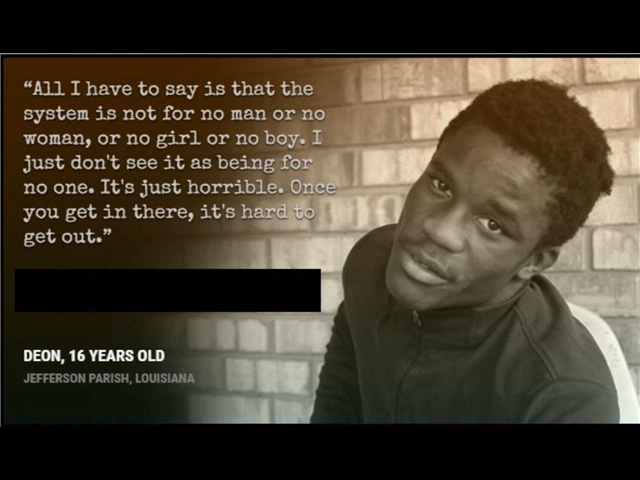 “All I have to say is that the
system is not for no man or no
woman, or no girl or no boy. I
just don't see it as being for
no one. It's just horrible. Once
you get in there, it's hard to
get out.”
DEON, 16 YEARS OLD
JEFFERSON PARISH, LOUISIANA